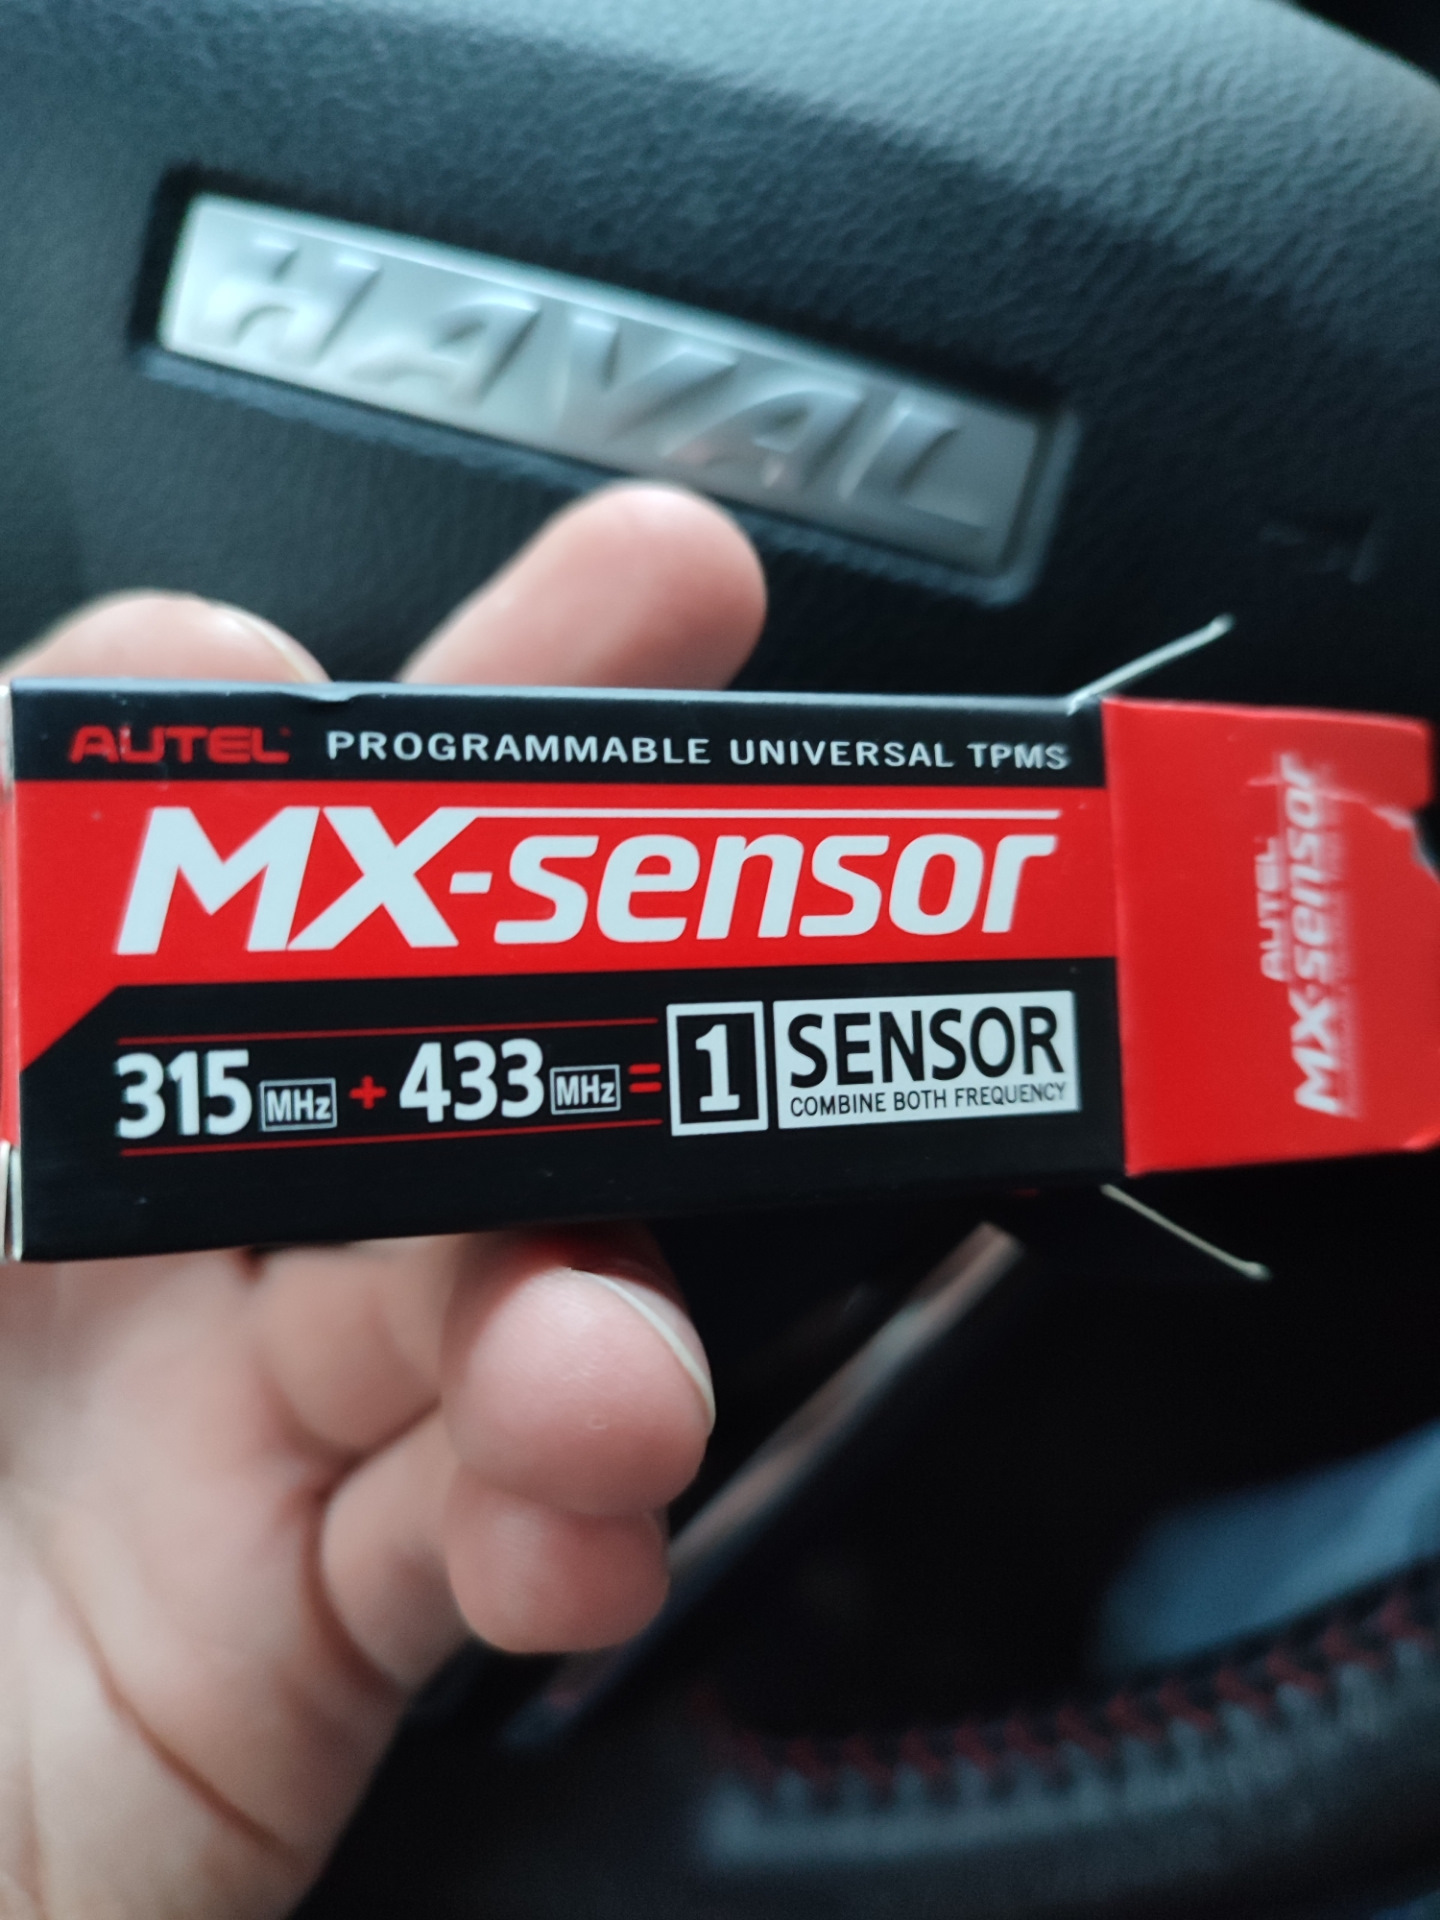 HAVAL
AUTEL PROGRAMMABLE UNIVERSAL TPMS
MX-sensor
315 MHz + 433 MHz = 1 SENSOR
COMBINE BOTH FREQUENCY
AUTEL
MX-sensor